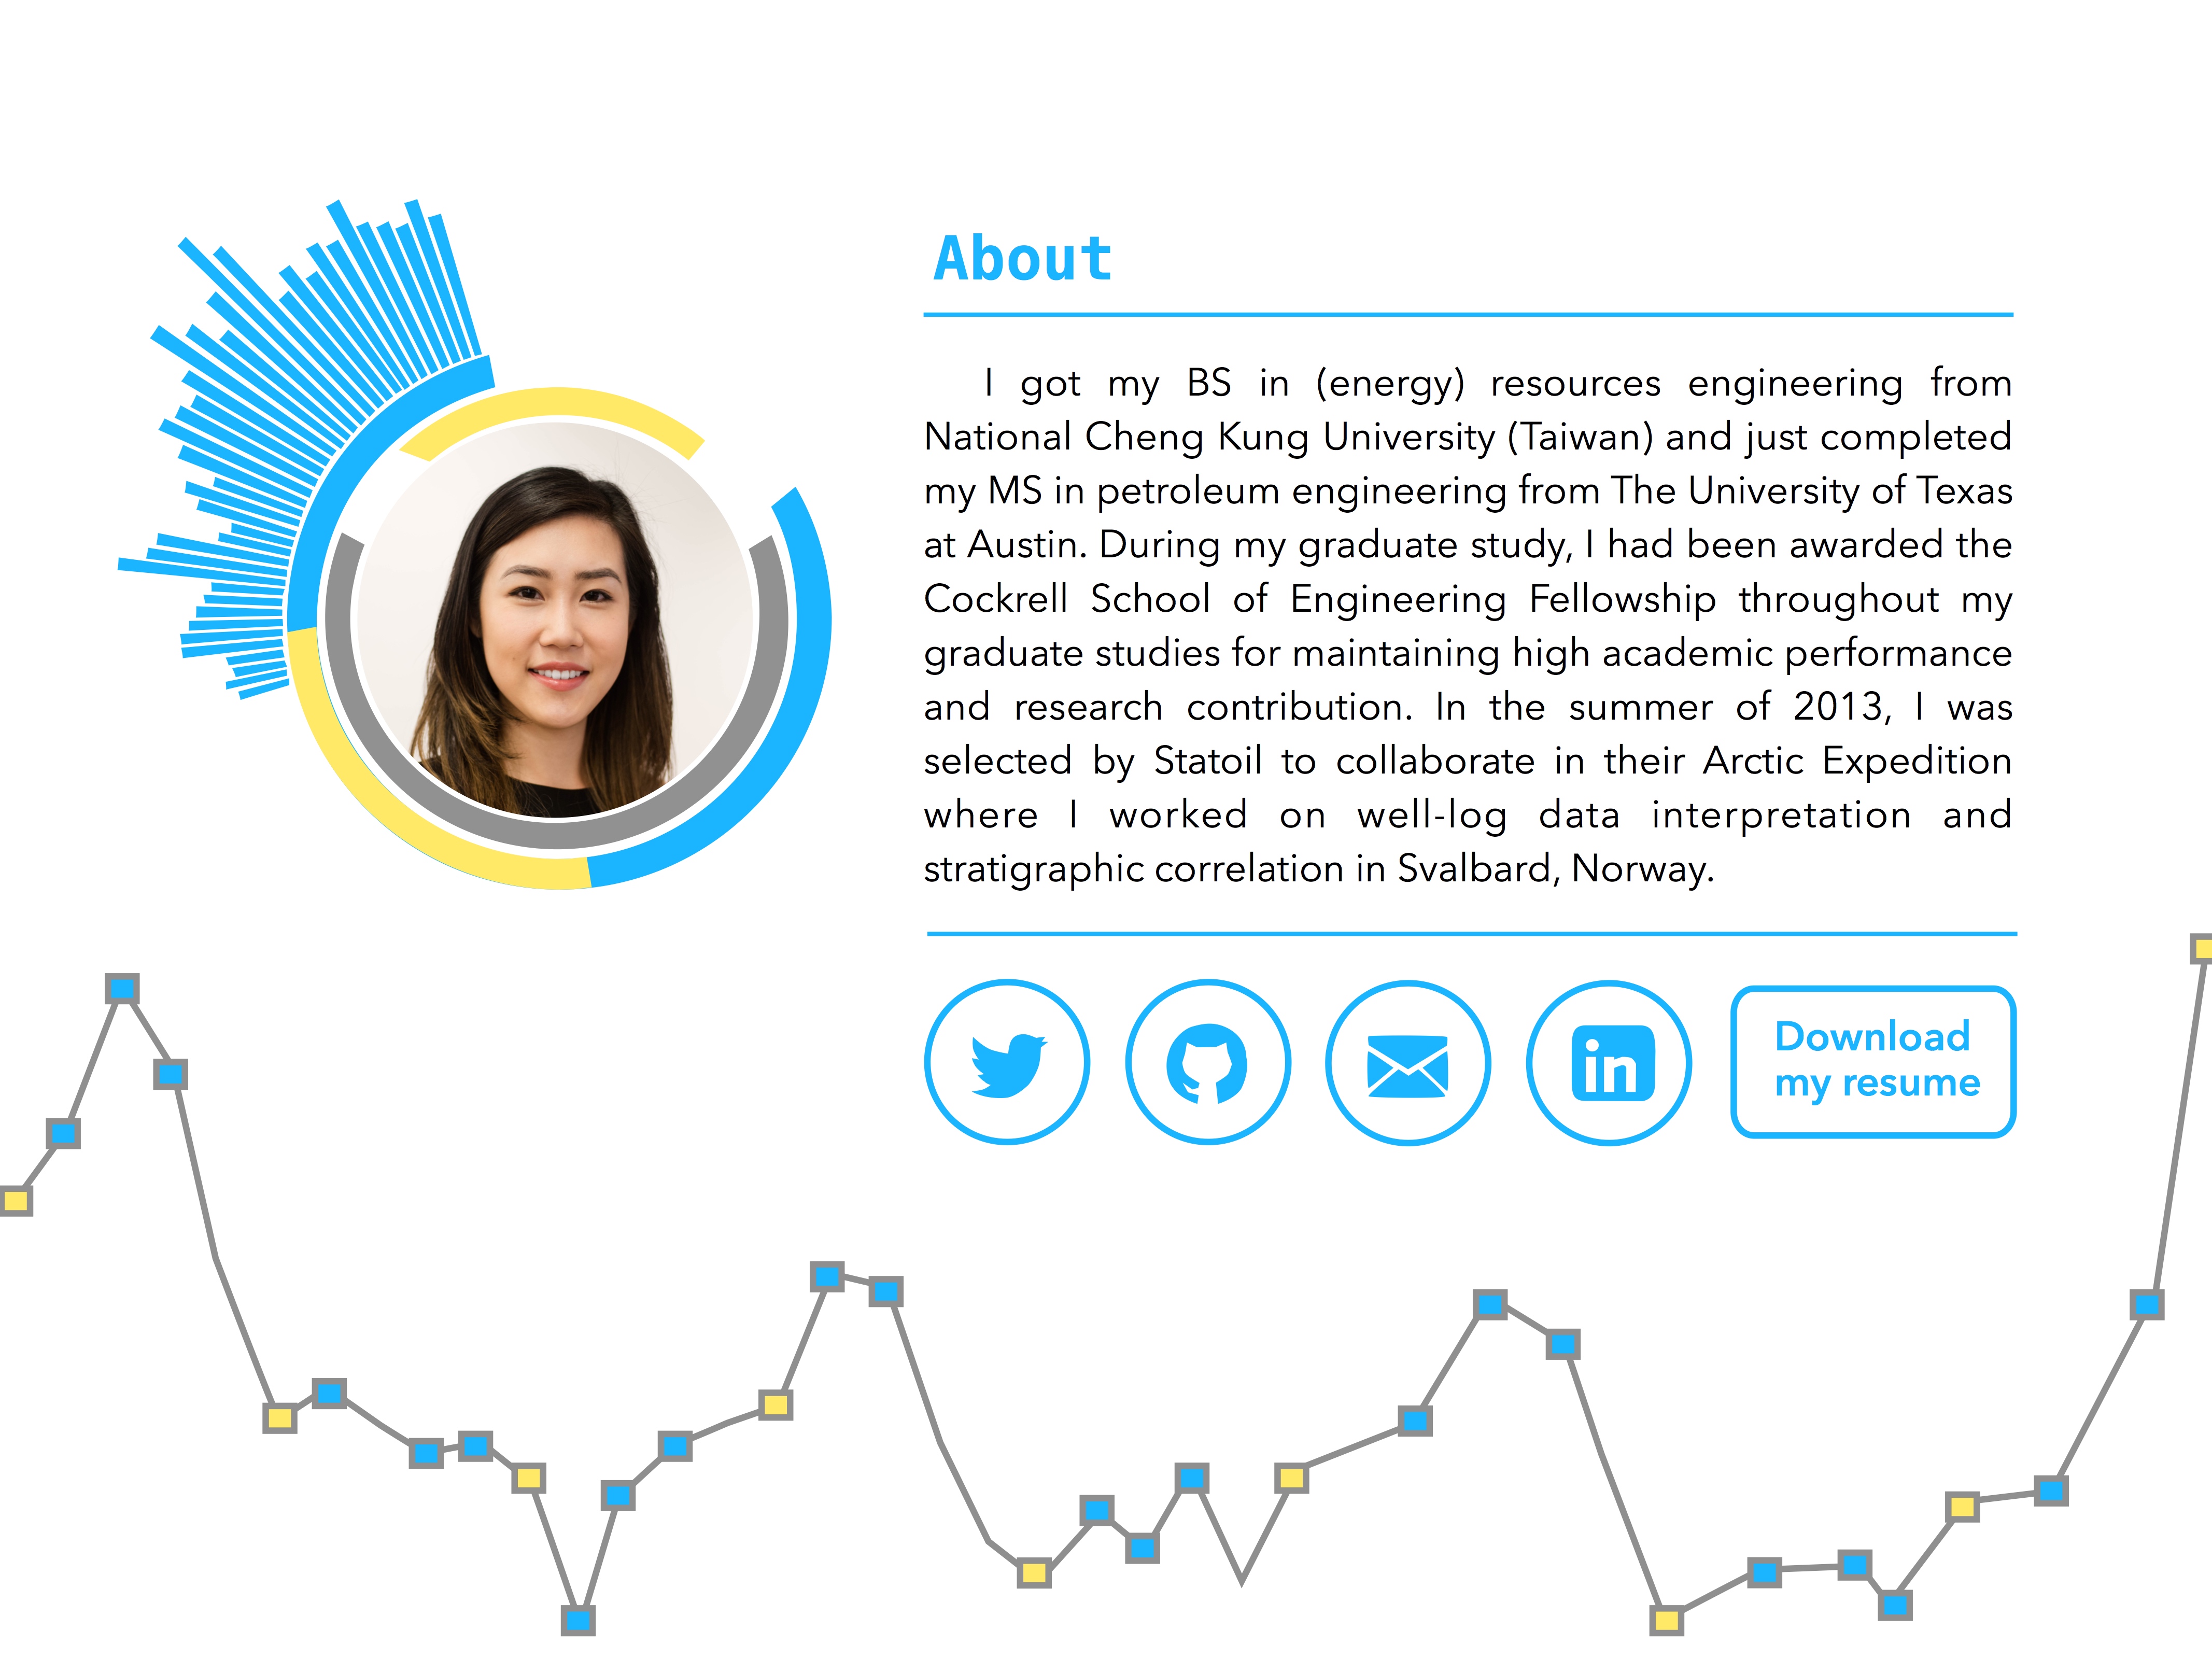 About
I got my BS in (energy) resources engineering from
National Cheng Kung University (Taiwan) and just completed
my MS in petroleum engineering from The University of Texas
at Austin. During my graduate study, I had been awarded the
Cockrell School of Engineering Fellowship throughout my
graduate studies for maintaining high academic performance
and research contribution. In the summer of 2013, I was
selected by Statoil to collaborate in their Arctic Expedition
where I worked on well-log data interpretation and
stratigraphic correlation in Svalbard, Norway.
in
Download
my resume